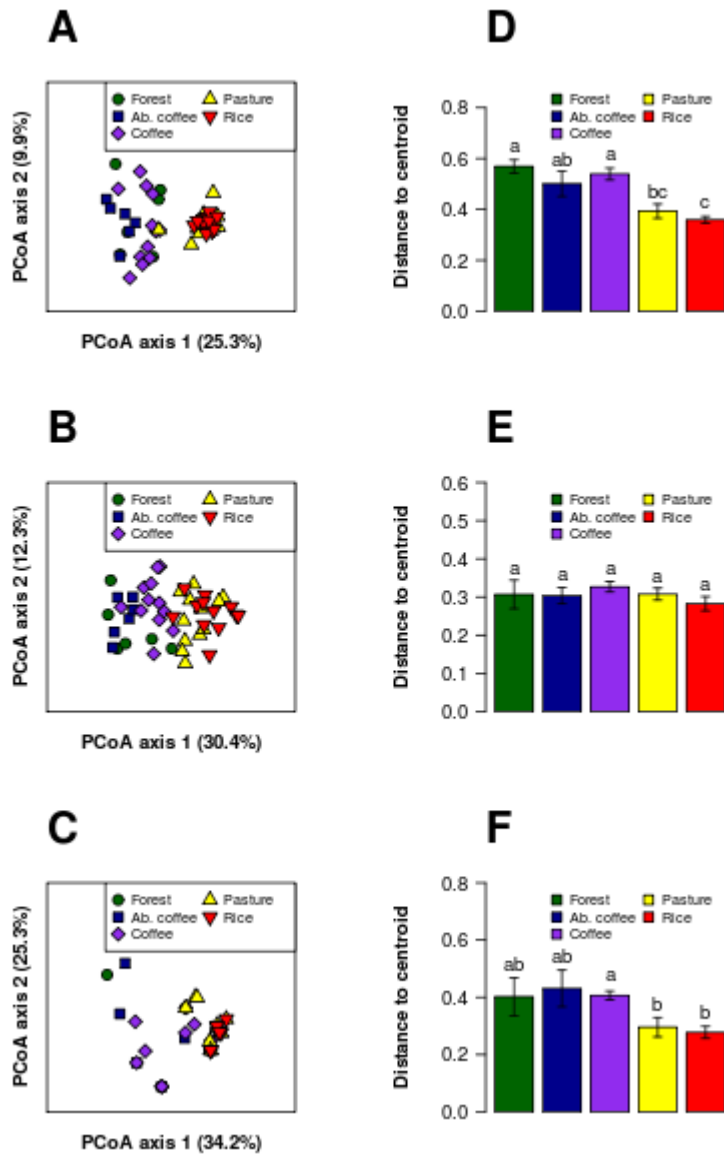 A
Forest
Pasture
Ab. coffee
Rice
Coffee
PCoA axis 2 (9.9%)
PCoA axis 1 (25.3%)
D
Forest
Pasture
Ab. coffee
Rice
Coffee
Distance to centroid
0.8
0.6
0.4
0.2
0.0
a
ab
a
bc
c
B
Forest
Pasture
Ab. coffee
Rice
Coffee
PCoA axis 2 (12.3%)
PCoA axis 1 (30.4%)
E
Forest
Pasture
Ab. coffee
Rice
Coffee
Distance to centroid
0.6
0.5
0.4
0.3
0.2
0.1
0.0
a
a
a
a
a
C
Forest
Pasture
Ab. coffee
Rice
Coffee
PCoA axis 2 (25.3%)
PCoA axis 1 (34.2%)
F
Forest
Pasture
Ab. coffee
Rice
Coffee
Distance to centroid
0.8
0.6
0.4
0.2
0.0
ab
ab
a
b
b